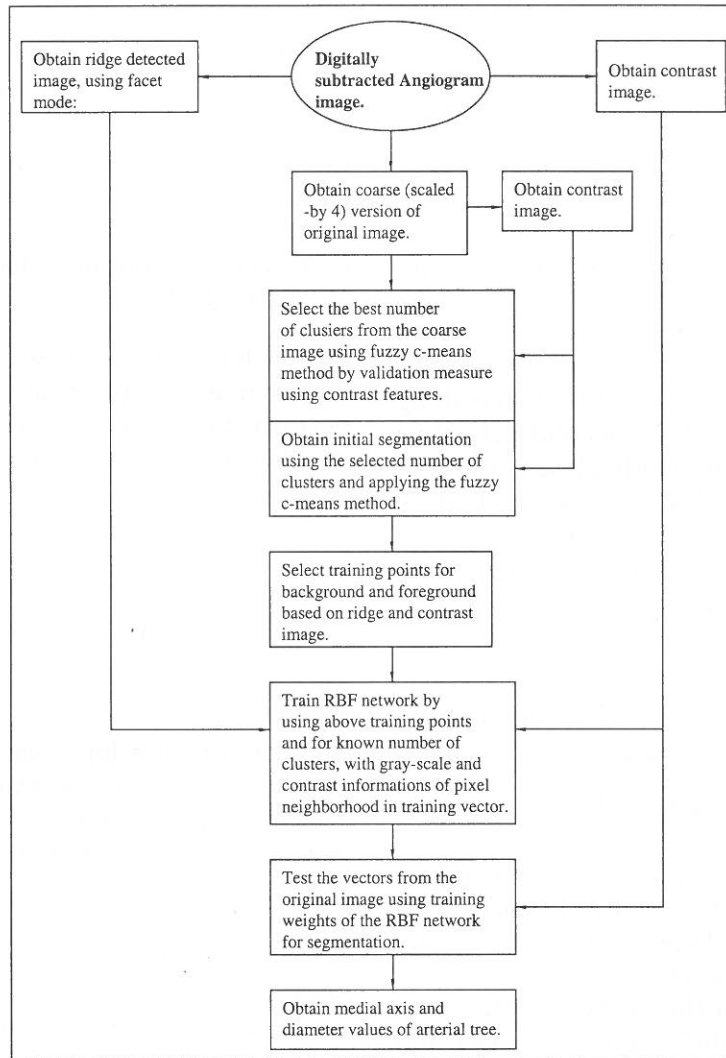 Obtain ridge detected
image, using facet
mode:
Digitally
subtracted Angiogram
image.
Obtain contrast
image.
Obtain coarse (scaled
-by 4) version of
original image.
Obtain contrast
image.
Select the best number
of clusiers from the coarse
image using fuzzy c-means
method by validation measure
using contrast features.
Obtain initial segmentation
using the selected number of
clusters and applying the fuzzy
c-means method.
Select training points for
background and foreground
based on ridge and contrast
image.
Train RBF network by
using above training points
and for known number of
clusters, with gray-scale and
contrast informations of pixel
neighborhood in training vector.
Test the vectors from the
original image using training
weights of the RBF network
for segmentation.
Obtain medial axis and
diameter values of arterial tree.